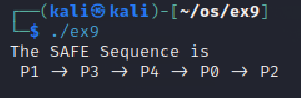 ┌──(kali㉿kali)-[~/os/ex9]
└─$ ./ex9
The SAFE Sequence is
P1 → P3 → P4 → P0 → P2